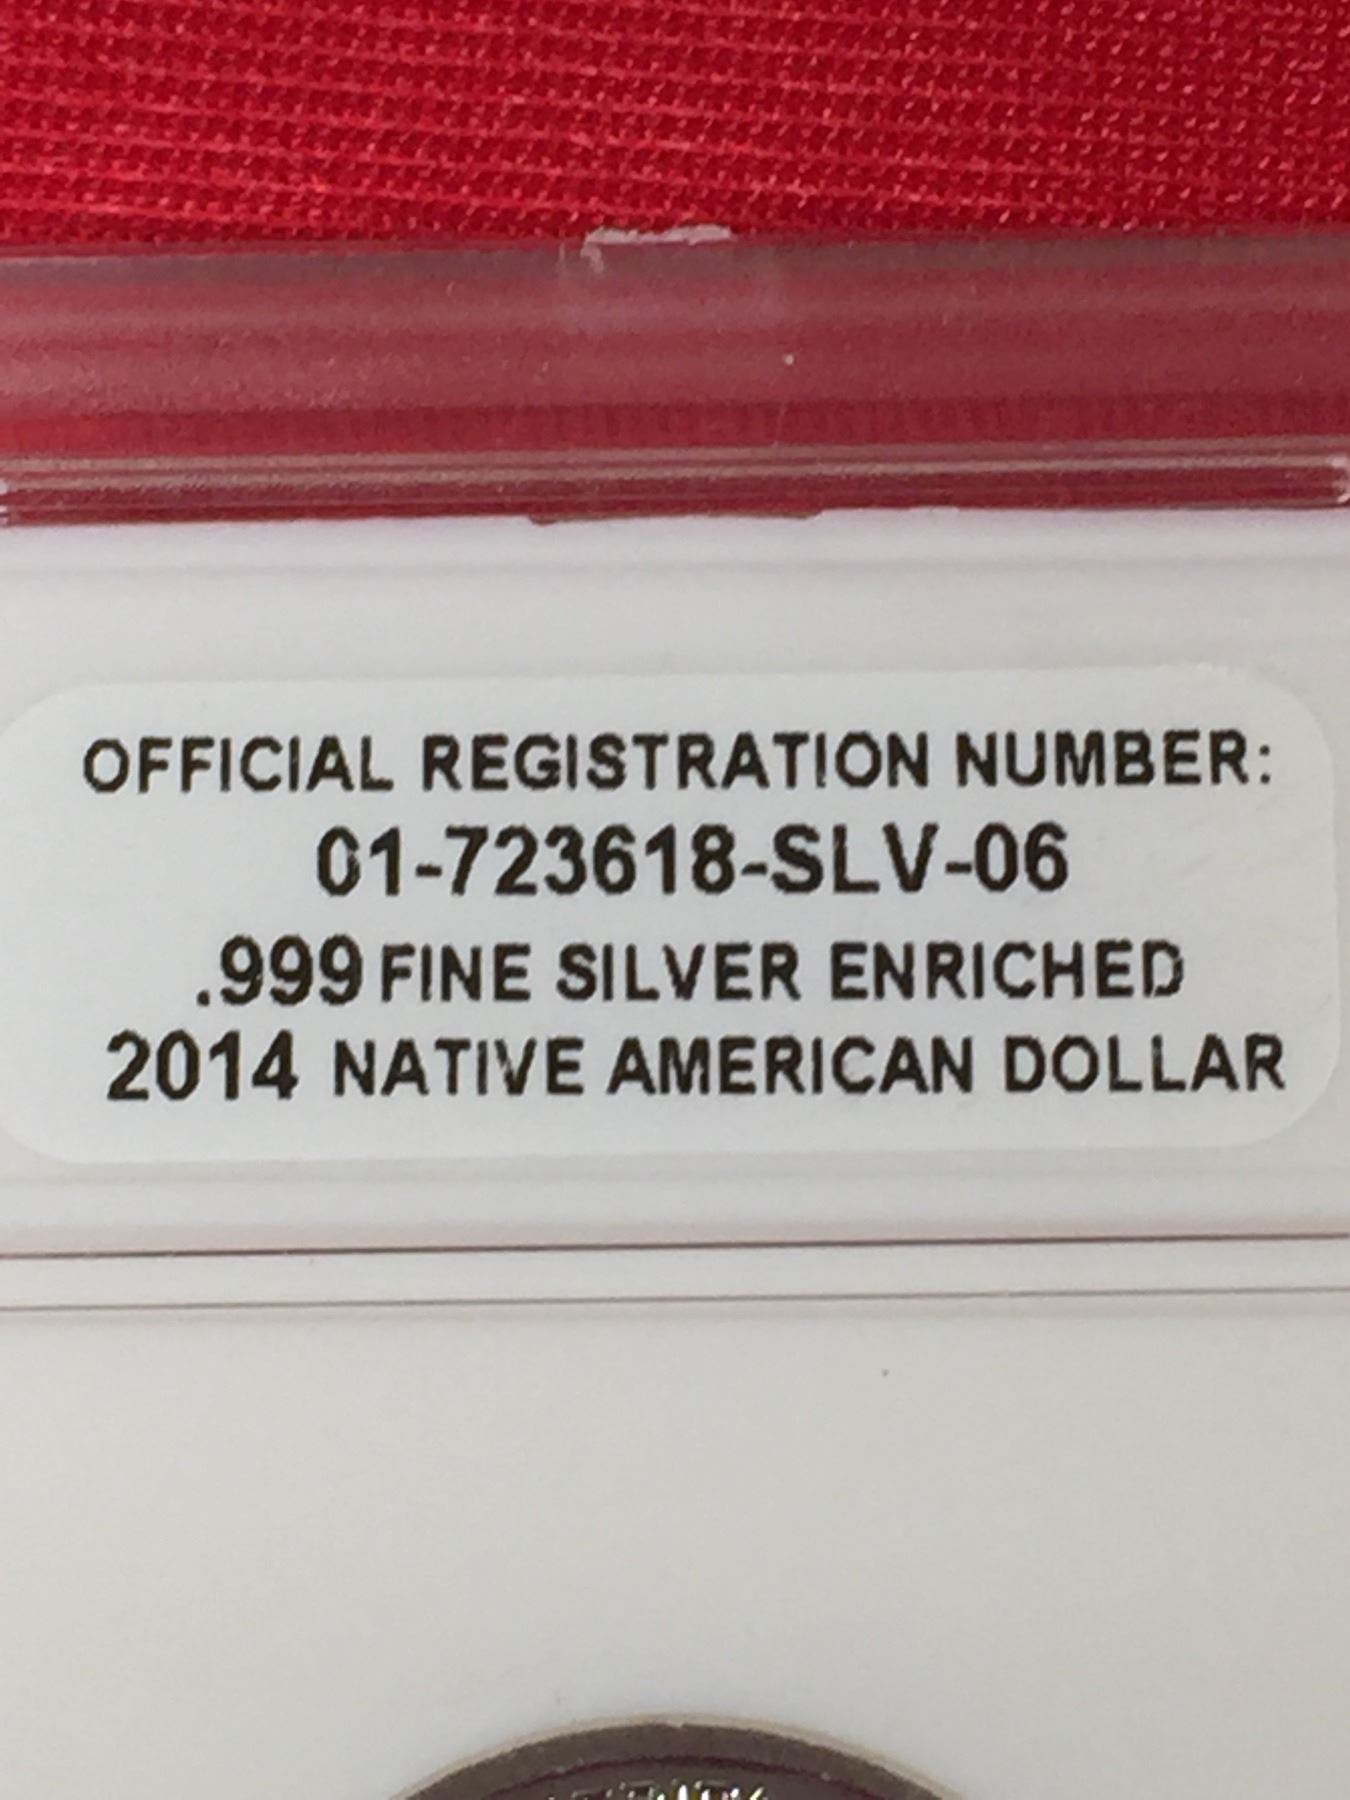 OFFICIAL REGISTRATION NUMBER:
01-723618-SLV-06
.999 FINE SILVER ENRICHED
2014 NATIVE AMERICAN DOLLAR